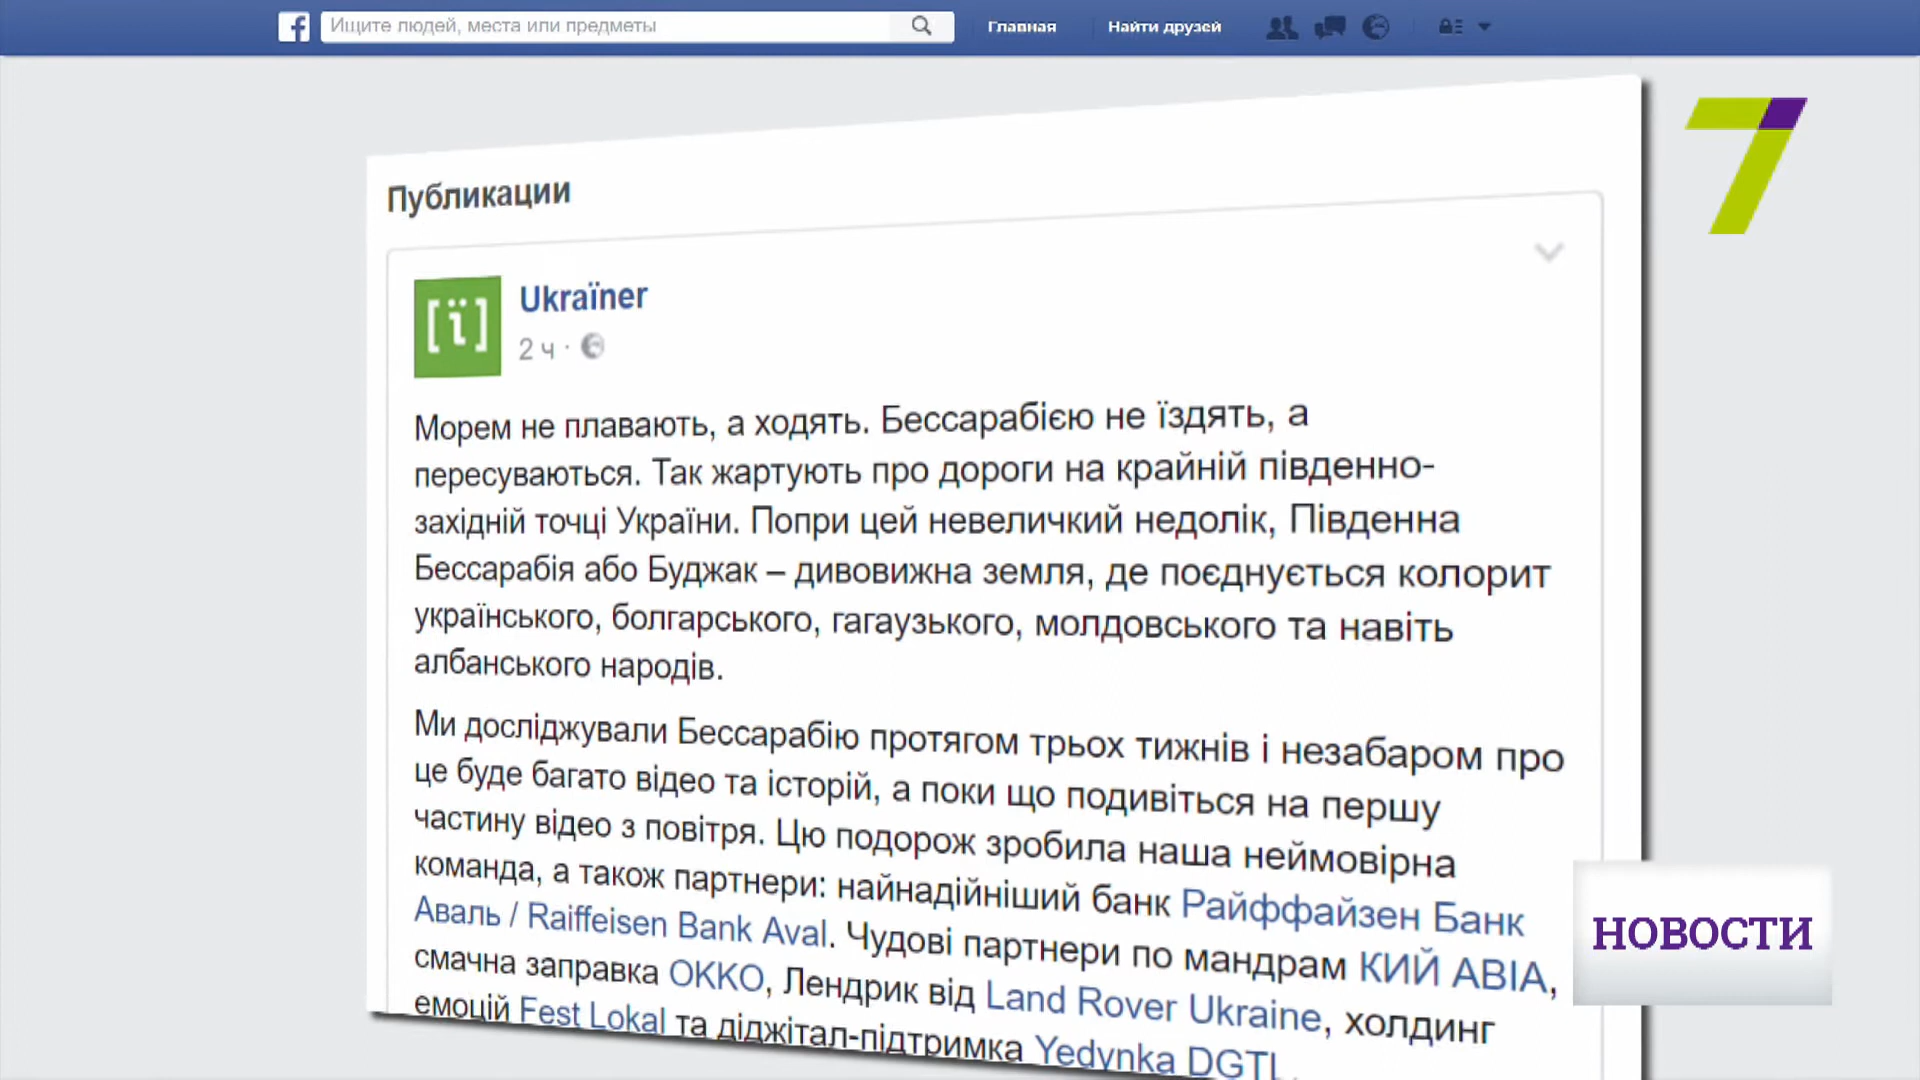 Ищите людей, места или предметы
Главная
Найти друзей
7
Публикации
[ї]
Ukraïner
2 ч
Морем не плавають, а ходять. Бессарабією не їздять, а
пересуваються. Так жартують про дороги на крайній південно-
західній точці України. Попри цей невеличкий недолік, Південна
Бессарабія або Буджак – дивовижна земля, де поєднується колорит
українського, болгарського, гагаузького, молдовського та навіть
албанського народів.
Ми досліджували Бессарабію протягом трьох тижнів і незабаром про
це буде багато відео та історій, а поки що подивіться на першу
частину відео з повітря. Цю подорож зробила наша неймовірна
команда, а також партнери: найнадійніший банк Райффайзен Банк
Аваль / Raiffeisen Bank Aval. Чудові партнери по мандрам КИЙ АВІА,
смачна заправка ОККО, Лендрик від Land Rover Ukraine, холдинг
емоцій Fest Lokal та діджітал-підтримка Yedynka DGTL.
НОВОСТИ